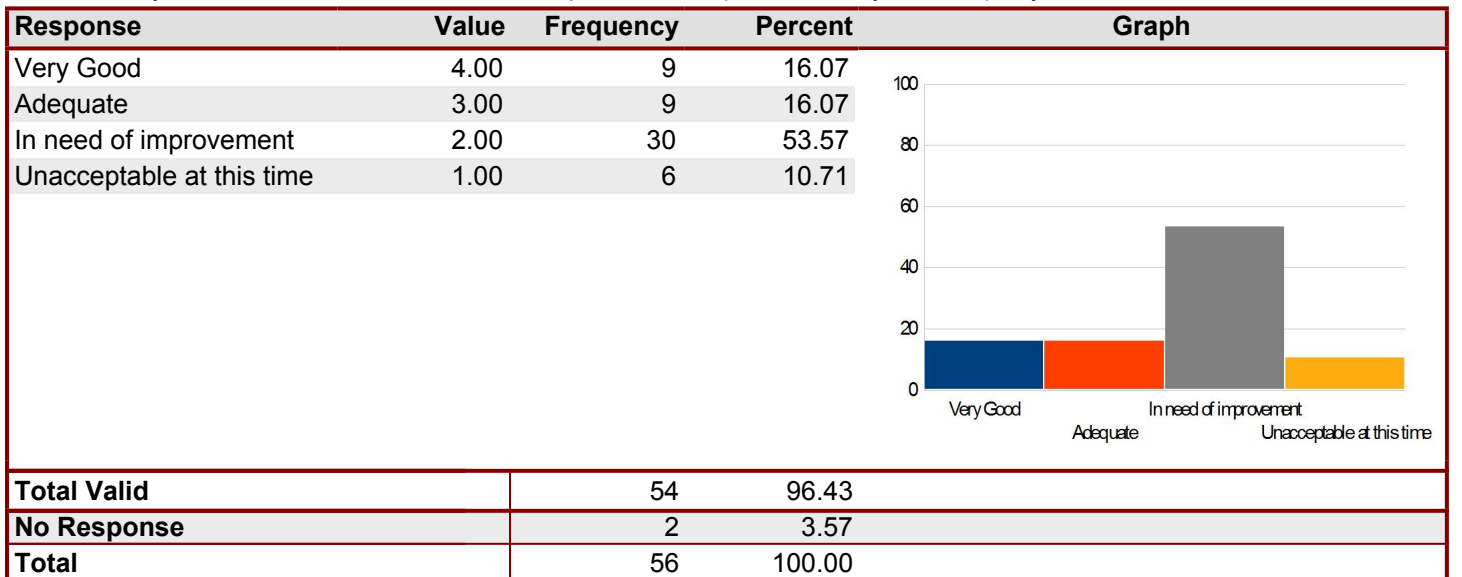 Response Value Frequency Percent Graph
Very Good 4.00 9 16.07
Adequate 3.00 9 16.07
In need of improvement 2.00 30 53.57
Unacceptable at this time 1.00 6 10.71
100
80
60
40
20
0
Very Good In need of improvement
Adequate Unacceptable at this time
Total Valid 54 96.43
No Response 2 3.57
Total 56 100.00